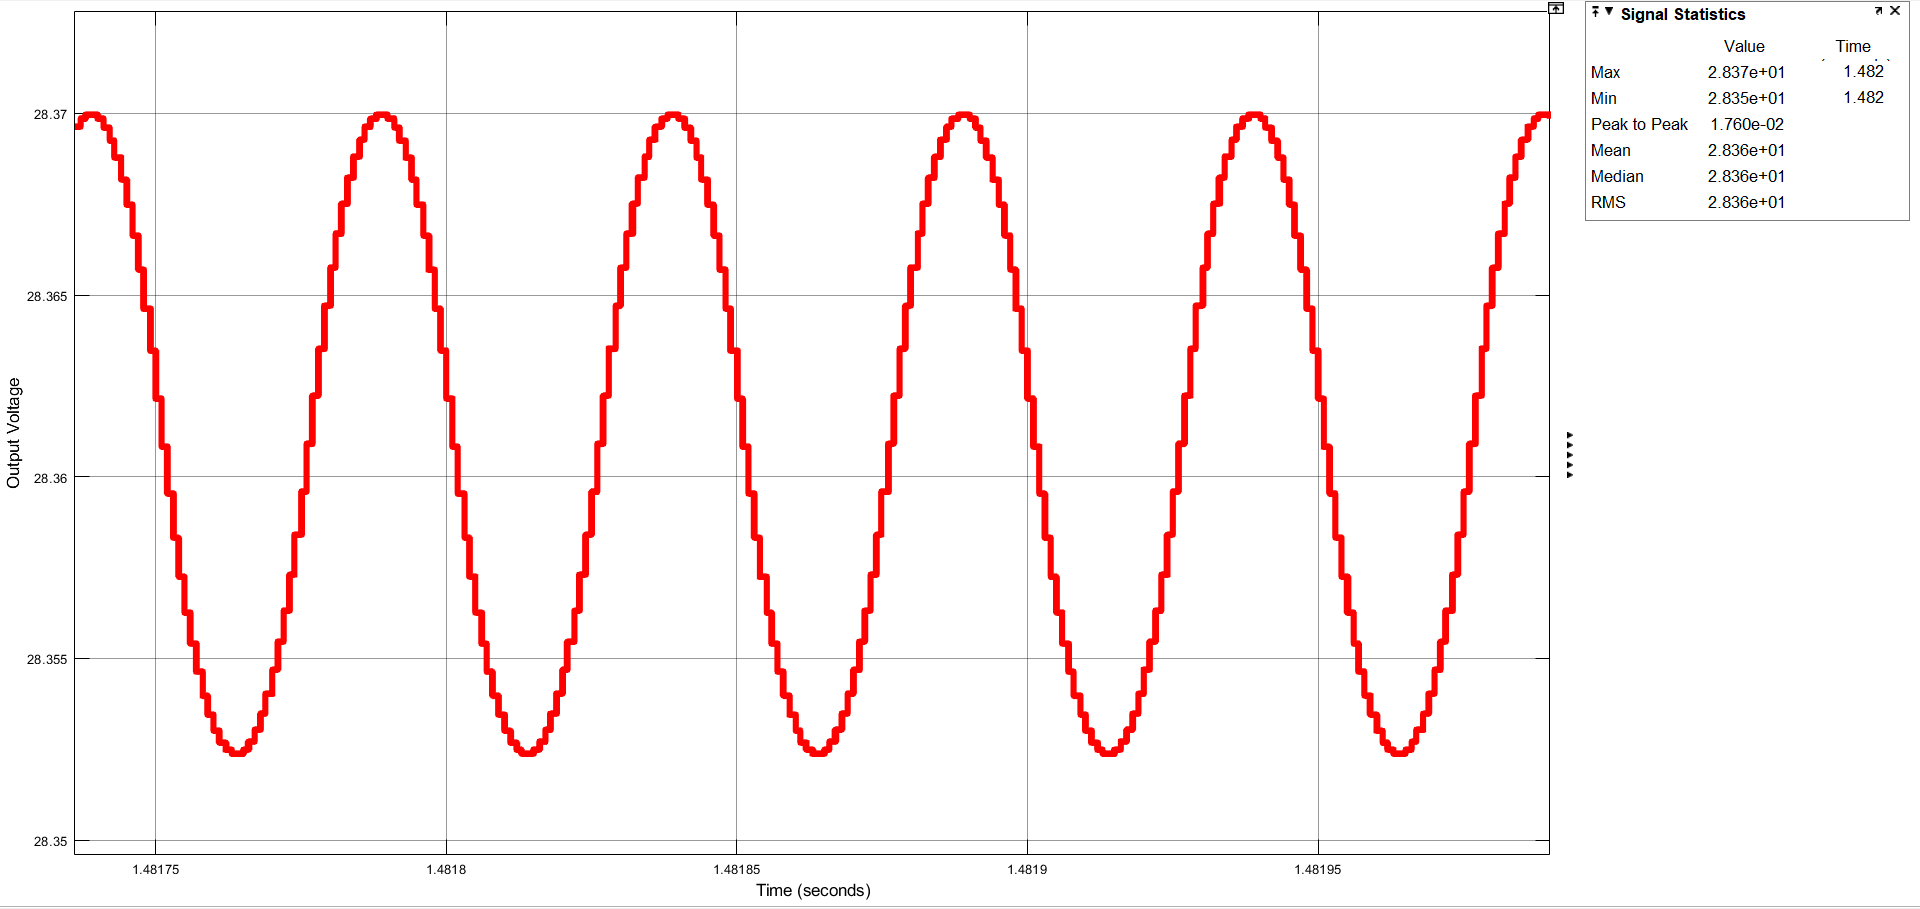 Signal Statistics
Value Time
Max 2.837e+01 1.482
Min 2.835e+01 1.482
Peak to Peak 1.760e-02
Mean 2.836e+01
Median 2.836e+01
RMS 2.836e+01
Output Voltage
28.37
28.365
28.36
28.355
28.35
1.48175 1.4818 1.48185 1.4819 1.48195
Time (seconds)